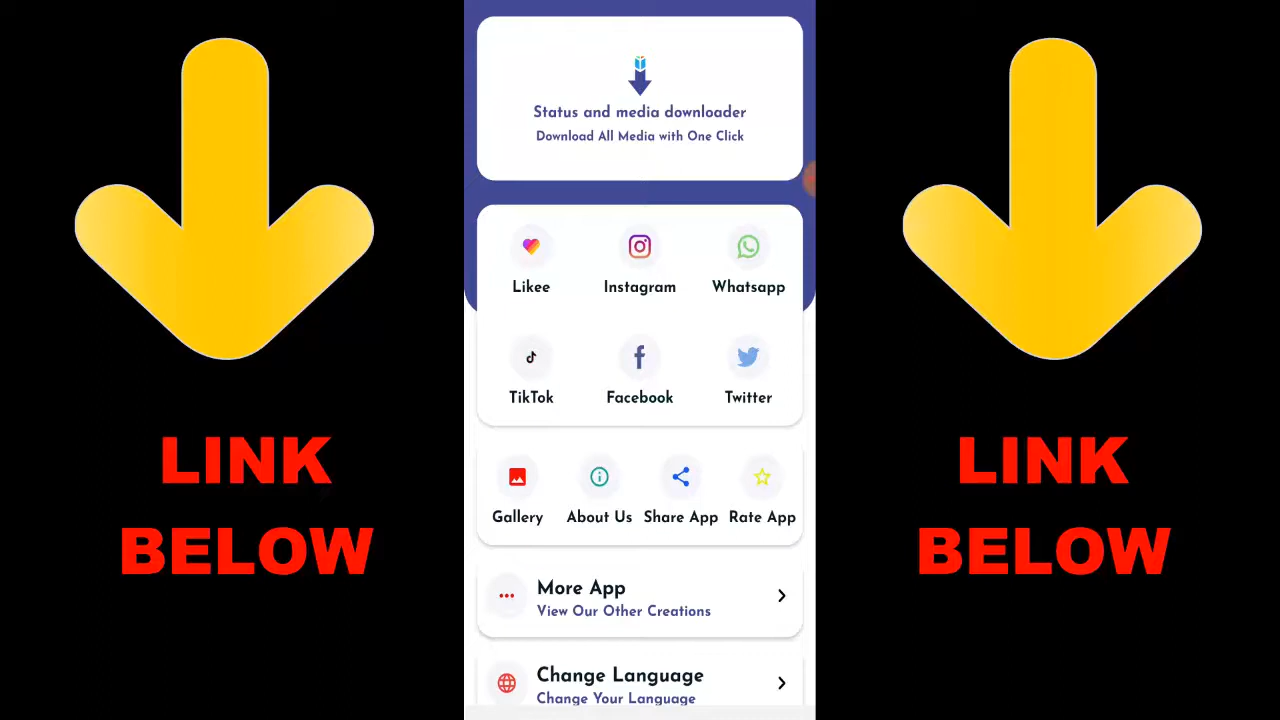 Status and media downloader
Download All Media with One Click
Likee
Instagram
Whatsapp
TikTok
Facebook
Twitter
Gallery
About Us
Share App
Rate App
More App
View Our Other Creations
Change Language
Change Your Language
LINK
BELOW
LINK
BELOW